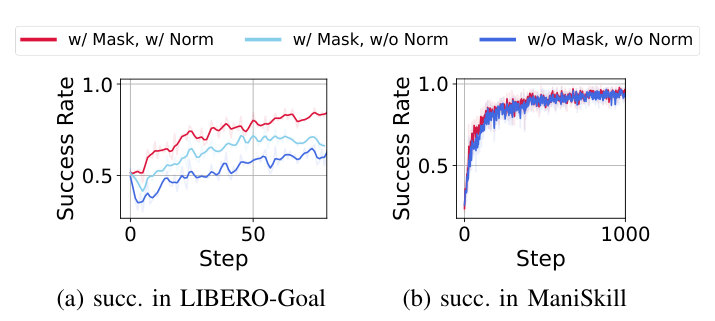 w/ Mask, w/ Norm w/ Mask, w/o Norm w/o Mask, w/o Norm
1.0
0.5
Success Rate
0 50
Step
(a) succ. in LIBERO-Goal
1.0
0.5
Success Rate
0 1000
Step
(b) succ. in ManiSkill